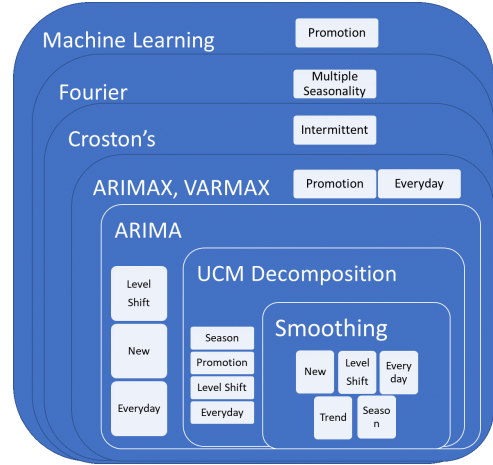 Machine Learning
Promotion
Fourier
Multiple
Seasonality
Croston's
Intermittent
ARIMAX, VARMAX
Promotion
Everyday
ARIMA
UCM Decomposition
Level
Shift
New
Everyday
Season
Promotion
Level Shift
Everyday
Smoothing
New
Level
Shift
Every
day
Trend
Seaso
n